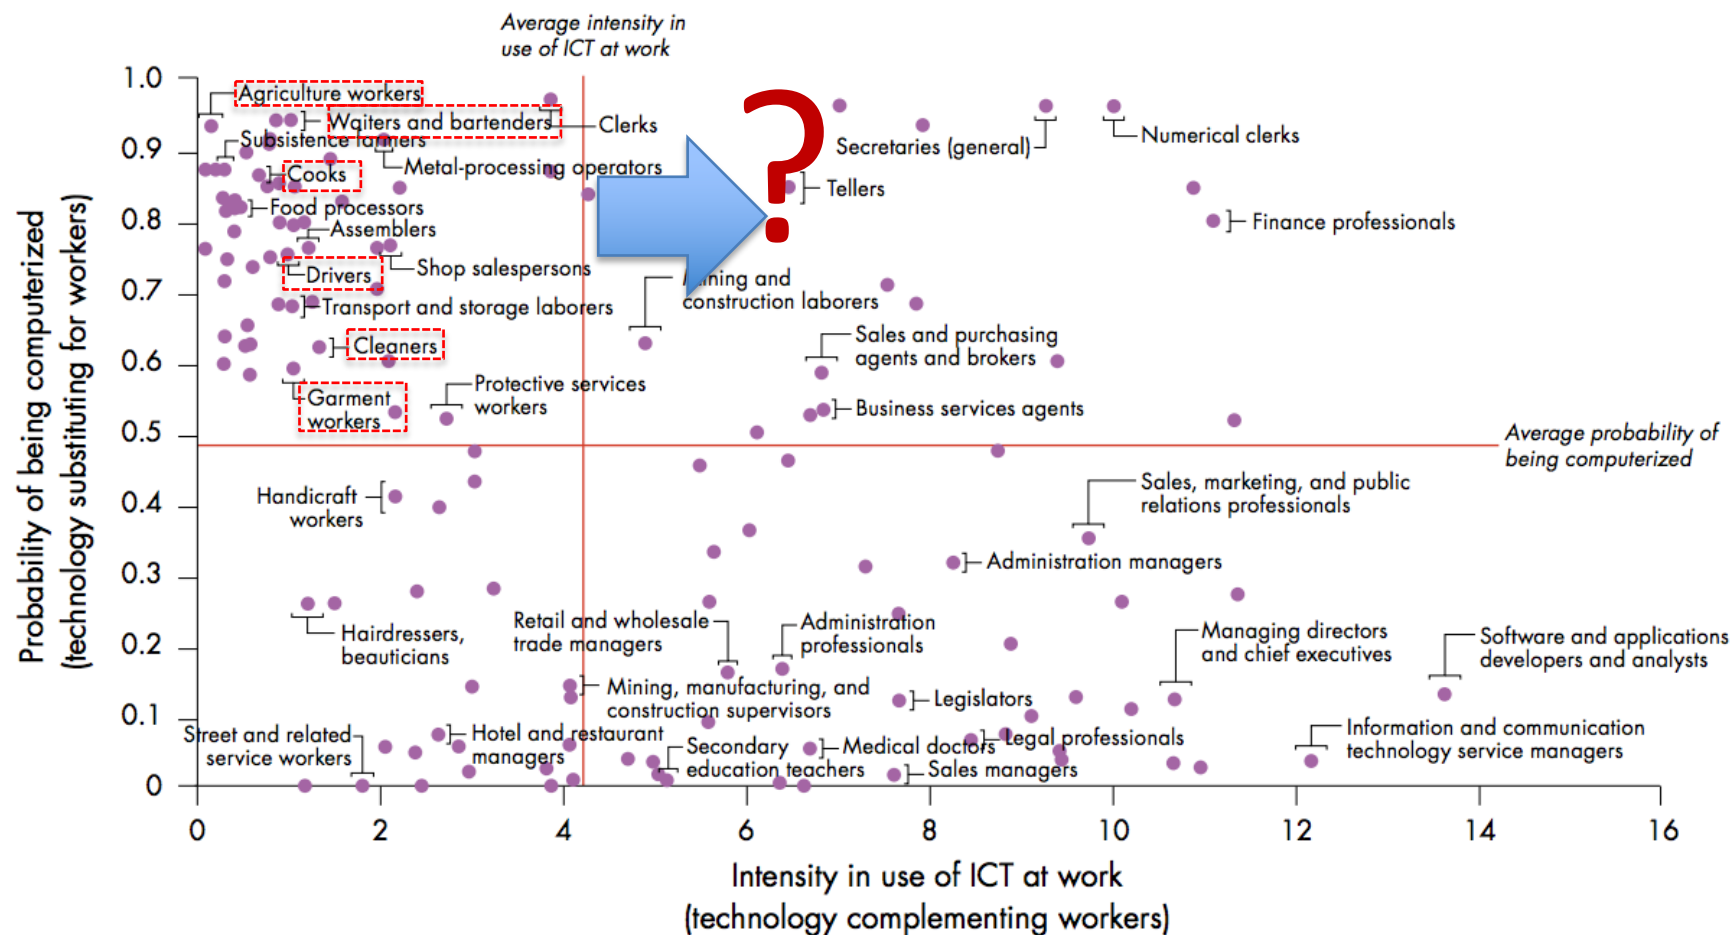 Average intensity in
use of ICT at work
Probability of being computerized
(technology substituting for workers)
1.0
0.9
0.8
0.7
0.6
0.5
0.4
0.3
0.2
0.1
0
Agriculture workers
Waiters and bartenders
Clerks
Subsistence farmers
Metal-processing operators
Cooks
Food processors
Assemblers
Shop salespersons
Drivers
Transport and storage laborers
Cleaners
Garment
workers
Protective services
workers
?
Secretaries (general)
Numerical clerks
Tellers
Finance professionals
Mining and
construction laborers
Sales and purchasing
agents and brokers
Business services agents
Average probability of
being computerized
Handicraft
workers
Sales, marketing, and public
relations professionals
Administration managers
Hairdressers,
beauticians
Retail and wholesale
trade managers
Administration
professionals
Managing directors
and chief executives
Software and applications
developers and analysts
Mining, manufacturing, and
construction supervisors
Legislators
Street and related
service workers
Hotel and restaurant
managers
Secondary
education teachers
Medical doctors
Legal professionals
Sales managers
Information and communication
technology service managers
0 2 4 6 8 10 12 14 16
Intensity in use of ICT at work
(technology complementing workers)